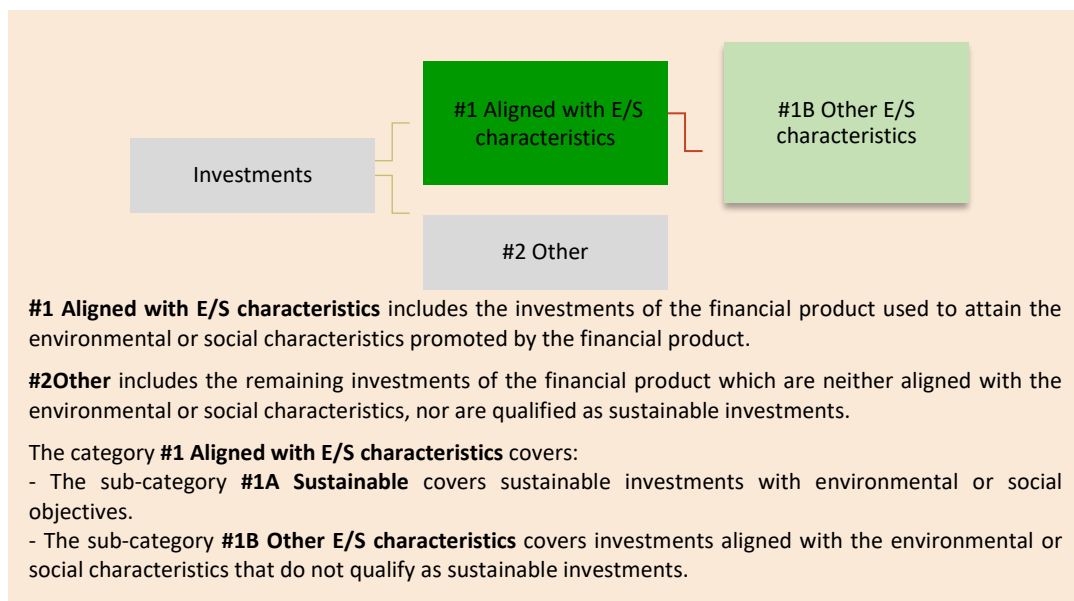 #1 Aligned with E/S
characteristics
#1B Other E/S
characteristics
Investments
#2 Other
#1 Aligned with E/S characteristics includes the investments of the financial product used to attain the
environmental or social characteristics promoted by the financial product.
#2Other includes the remaining investments of the financial product which are neither aligned with the
environmental or social characteristics, nor are qualified as sustainable investments.
The category #1 Aligned with E/S characteristics covers:
- The sub-category #1A Sustainable covers sustainable investments with environmental or social
objectives.
- The sub-category #1B Other E/S characteristics covers investments aligned with the environmental or
social characteristics that do not qualify as sustainable investments.